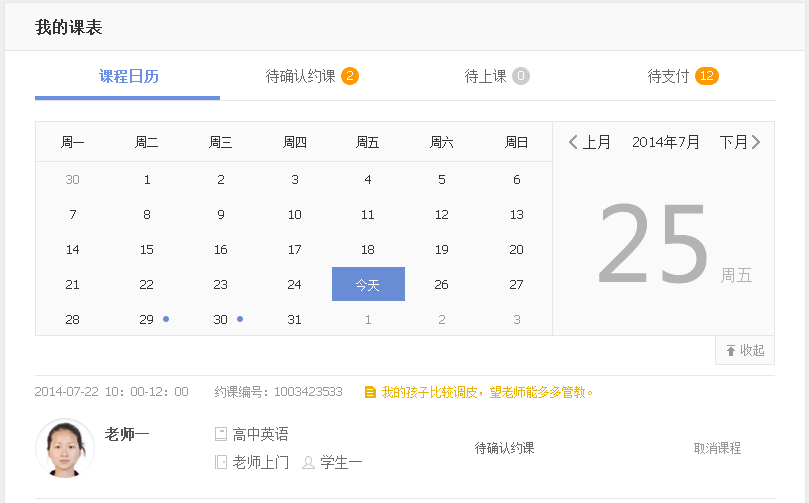 我的课表
课程日历 待确认约课 2 待上课 0 待支付 12
周一 周二 周三 周四 周五 周六 周日 上月 2014年7月 下月
30 1 2 3 4 5 6
7 8 9 10 11 12 13
14 15 16 17 18 19 20
21 22 23 24 今天 26 27
28 29 30 31 1 2 3
25 周五
收起
2014-07-22 10：00-12：00 约课编号：1003423533 我的孩子比较调皮，望老师能多多管教。
老师一 高中英语 待确认约课 取消课程
老师上门 学生一